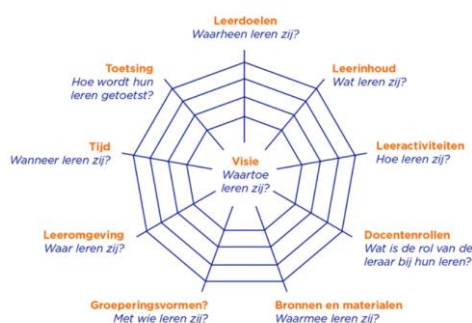 Leerdoelen
Waarheen leren zij?
Leerinhoud
Wat leren zij?
Leeractiviteiten
Hoe leren zij?
Docentenrollen
Wat is de rol van de
leraar bij hun leren?
Bronnen en materialen
Waarmee leren zij?
Groeperingsvormen?
Met wie leren zij?
Leeromgeving
Waar leren zij?
Tijd
Wanneer leren zij?
Toetsing
Hoe wordt hun
leren getoetst?
Visie
Waartoe
leren zij?